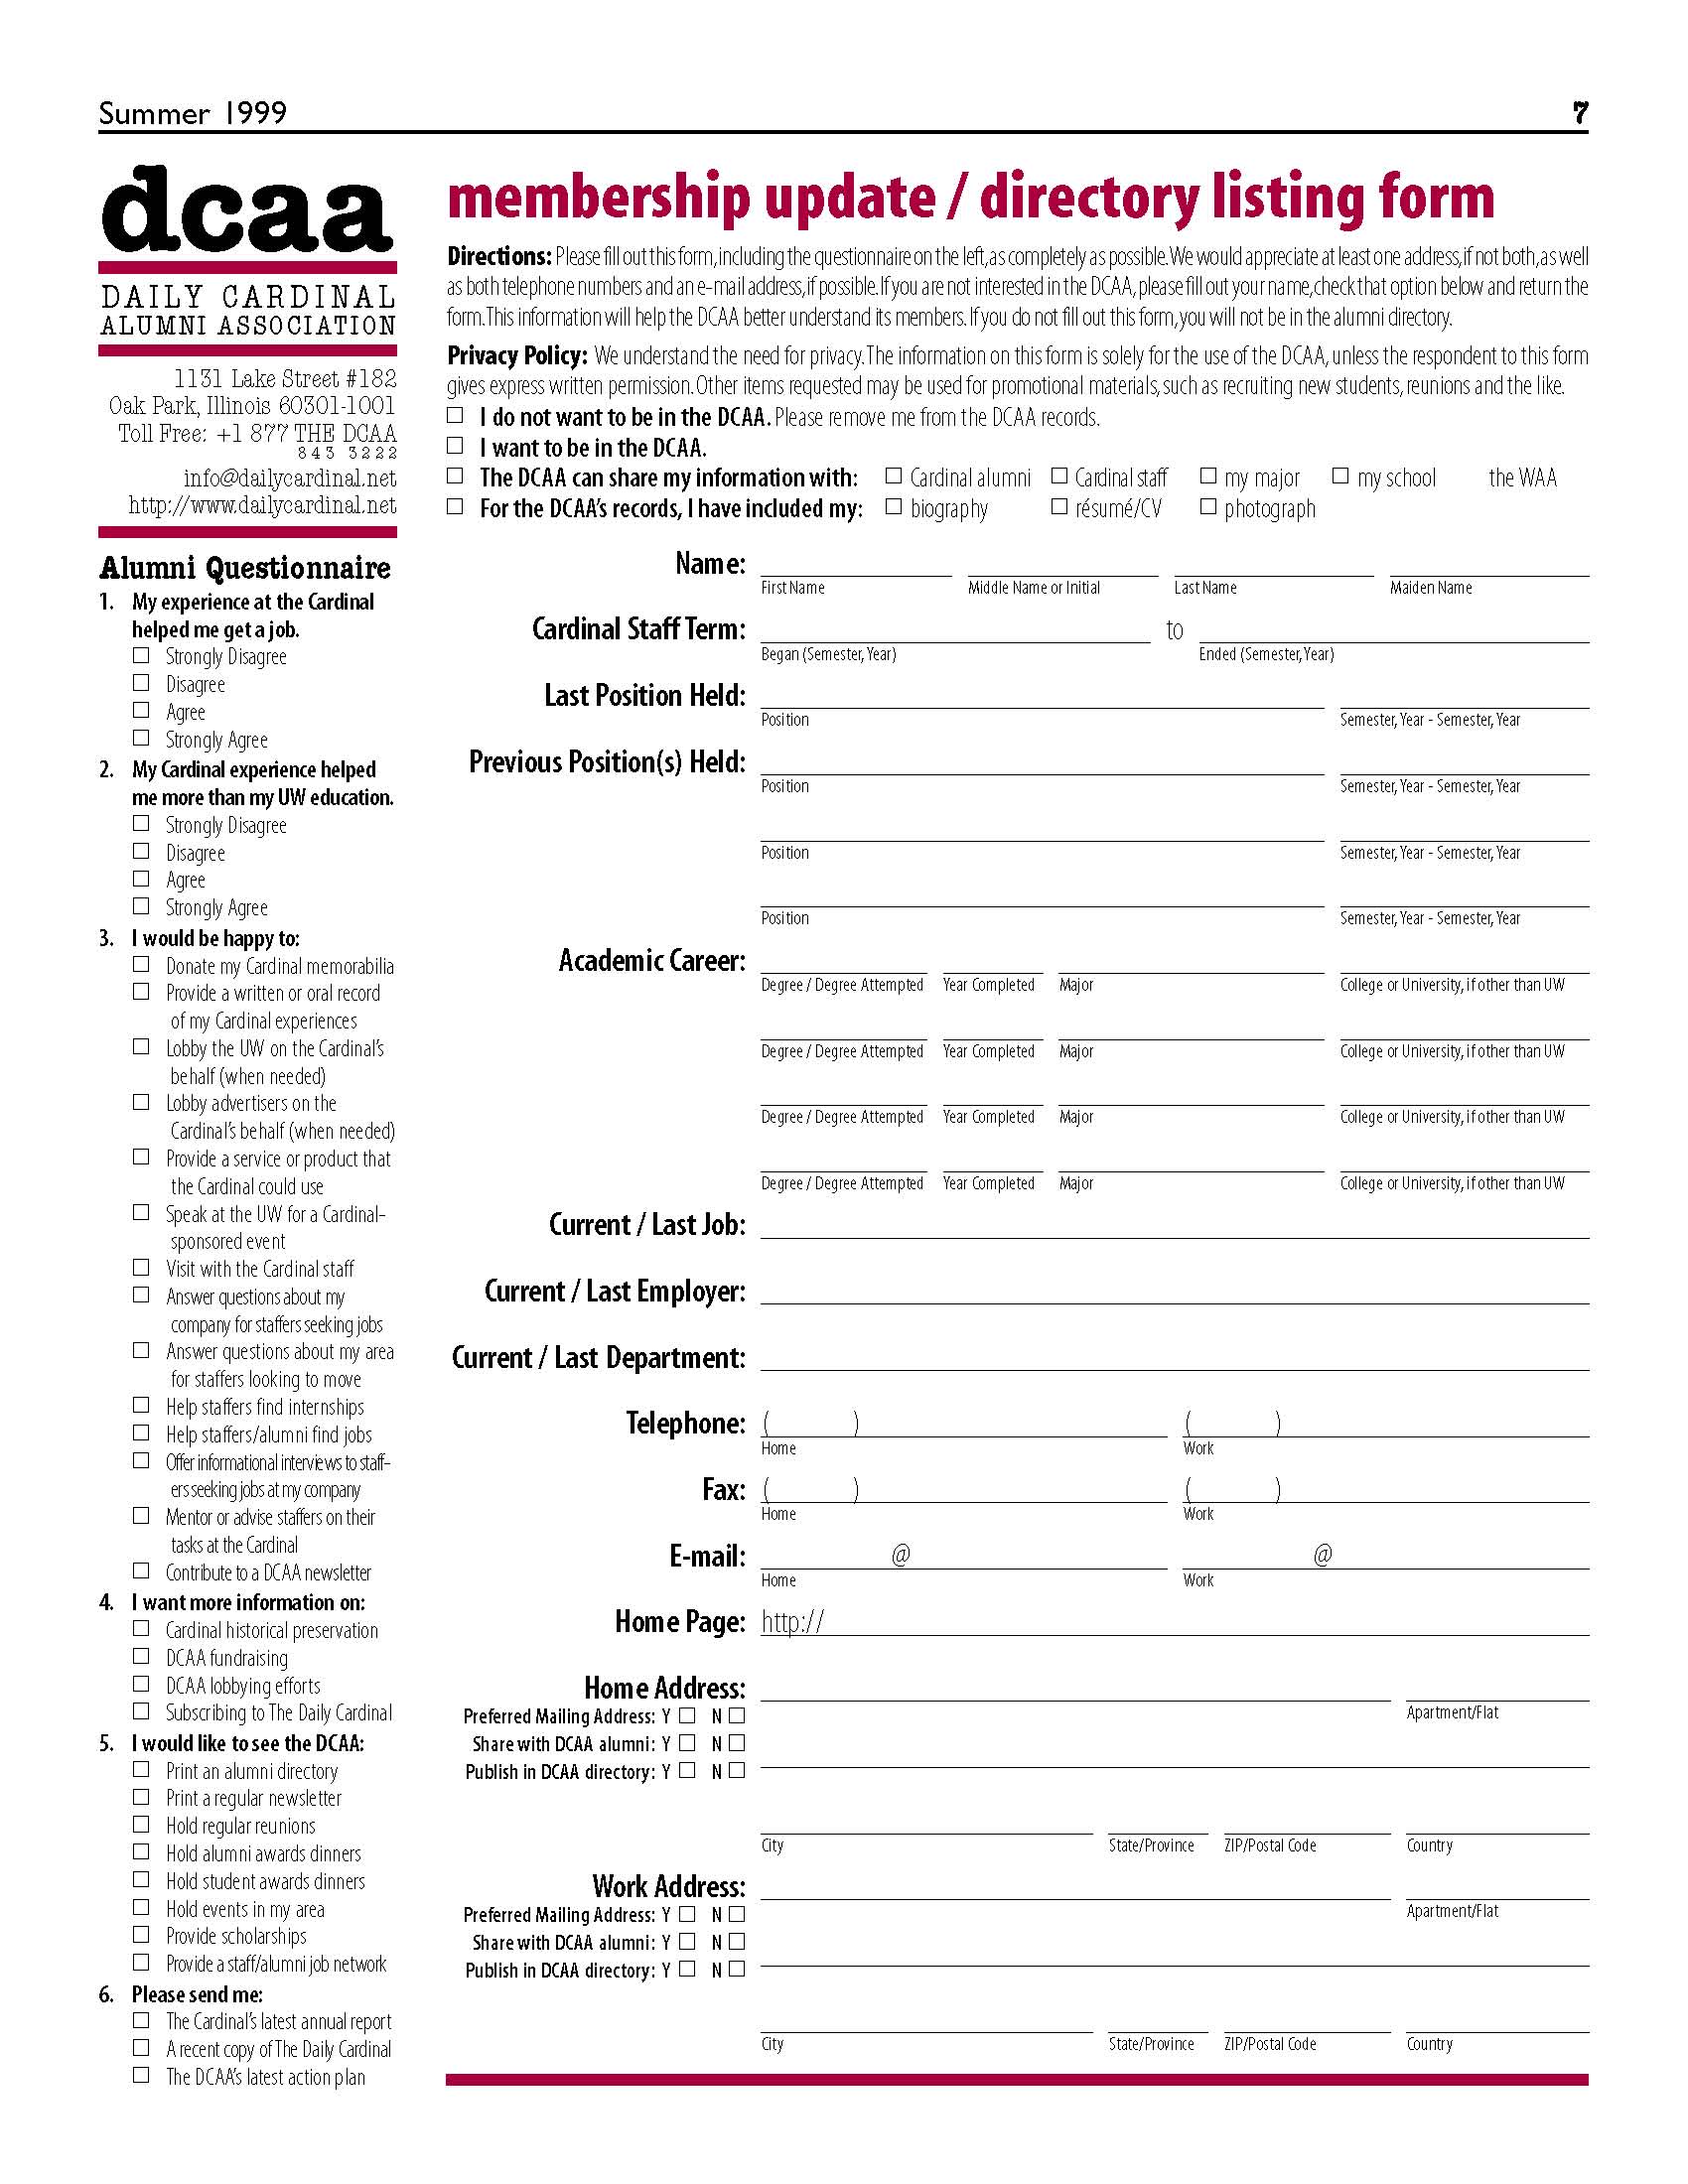 Summer 1999
7
dcaa
DAILY CARDINAL
ALUMNI ASSOCIATION
1131 Lake Street #182
Oak Park, Illinois 60301-1001
Toll Free: +1 877 THE DCAA
843 3222
info@dailycardinal.net
http://www.dailycardinal.net
Alumni Questionnaire
1. My experience at the Cardinal
helped me get a job.
Strongly Disagree
Disagree
Agree
Strongly Agree
2. My Cardinal experience helped
me more than my UW education.
Strongly Disagree
Disagree
Agree
Strongly Agree
3. I would be happy to:
Donate my Cardinal memorabilia
Provide a written or oral record
of my Cardinal experiences
Lobby the UW on the Cardinal's
behalf (when needed)
Lobby advertisers on the
Cardinal's behalf (when needed)
Provide a service or product that
the Cardinal could use
Speak at the UW for a Cardinal-
sponsored event
Visit with the Cardinal staff
Answer questions about my
company for staffers seeking jobs
Answer questions about my area
for staffers looking to move
Help staffers find internships
Help staffers/alumni find jobs
Offer informational interviews to staff-
ers seeking jobs at my company
Mentor or advise staffers on their
tasks at the Cardinal
Contribute to a DCAA newsletter
4. I want more information on:
Cardinal historical preservation
DCAA fundraising
DCAA lobbying efforts
Subscribing to The Daily Cardinal
5. I would like to see the DCAA:
Print an alumni directory
Print a regular newsletter
Hold regular reunions
Hold alumni awards dinners
Hold student awards dinners
Hold events in my area
Provide scholarships
Provide a staff/alumni job network
6. Please send me:
The Cardinal's latest annual report
A recent copy of The Daily Cardinal
The DCAA's latest action plan
membership update / directory listing form
Directions: Please fill out this form, including the questionnaire on the left, as completely as possible. We would appreciate at least one address, if not both, as well
as both telephone numbers and an e-mail address, if possible. If you are not interested in the DCAA, please fill out your name, check that option below and return the
form. This information will help the DCAA better understand its members. If you do not fill out this form, you will not be in the alumni directory.
Privacy Policy: We understand the need for privacy. The information on this form is solely for the use of the DCAA, unless the respondent to this form
gives express written permission. Other items requested may be used for promotional materials, such as recruiting new students, reunions and the like.
I do not want to be in the DCAA. Please remove me from the DCAA records.
I want to be in the DCAA.
The DCAA can share my information with: Cardinal alumni Cardinal staff my major my school the WAA
For the DCAA's records, I have included my: biography résumé/CV photograph
Name:
First Name Middle Name or Initial Last Name Maiden Name
Cardinal Staff Term: to
Began (Semester, Year) Ended (Semester, Year)
Last Position Held:
Position Semester, Year - Semester, Year
Previous Position(s) Held:
Position Semester, Year - Semester, Year
Position Semester, Year - Semester, Year
Position Semester, Year - Semester, Year
Academic Career:
Degree / Degree Attempted Year Completed Major College or University, if other than UW
Degree / Degree Attempted Year Completed Major College or University, if other than UW
Degree / Degree Attempted Year Completed Major College or University, if other than UW
Degree / Degree Attempted Year Completed Major College or University, if other than UW
Current / Last Job:
Current / Last Employer:
Current / Last Department:
Telephone: ( ) ( )
Home Work
Fax: ( ) ( )
Home Work
E-mail: @ @
Home Work
Home Page: http://
Home Address:
Apartment/Flat
Preferred Mailing Address: Y N
Share with DCAA alumni: Y N
Publish in DCAA directory: Y N
City State/Province ZIP/Postal Code Country
Work Address:
Apartment/Flat
Preferred Mailing Address: Y N
Share with DCAA alumni: Y N
Publish in DCAA directory: Y N
City State/Province ZIP/Postal Code Country